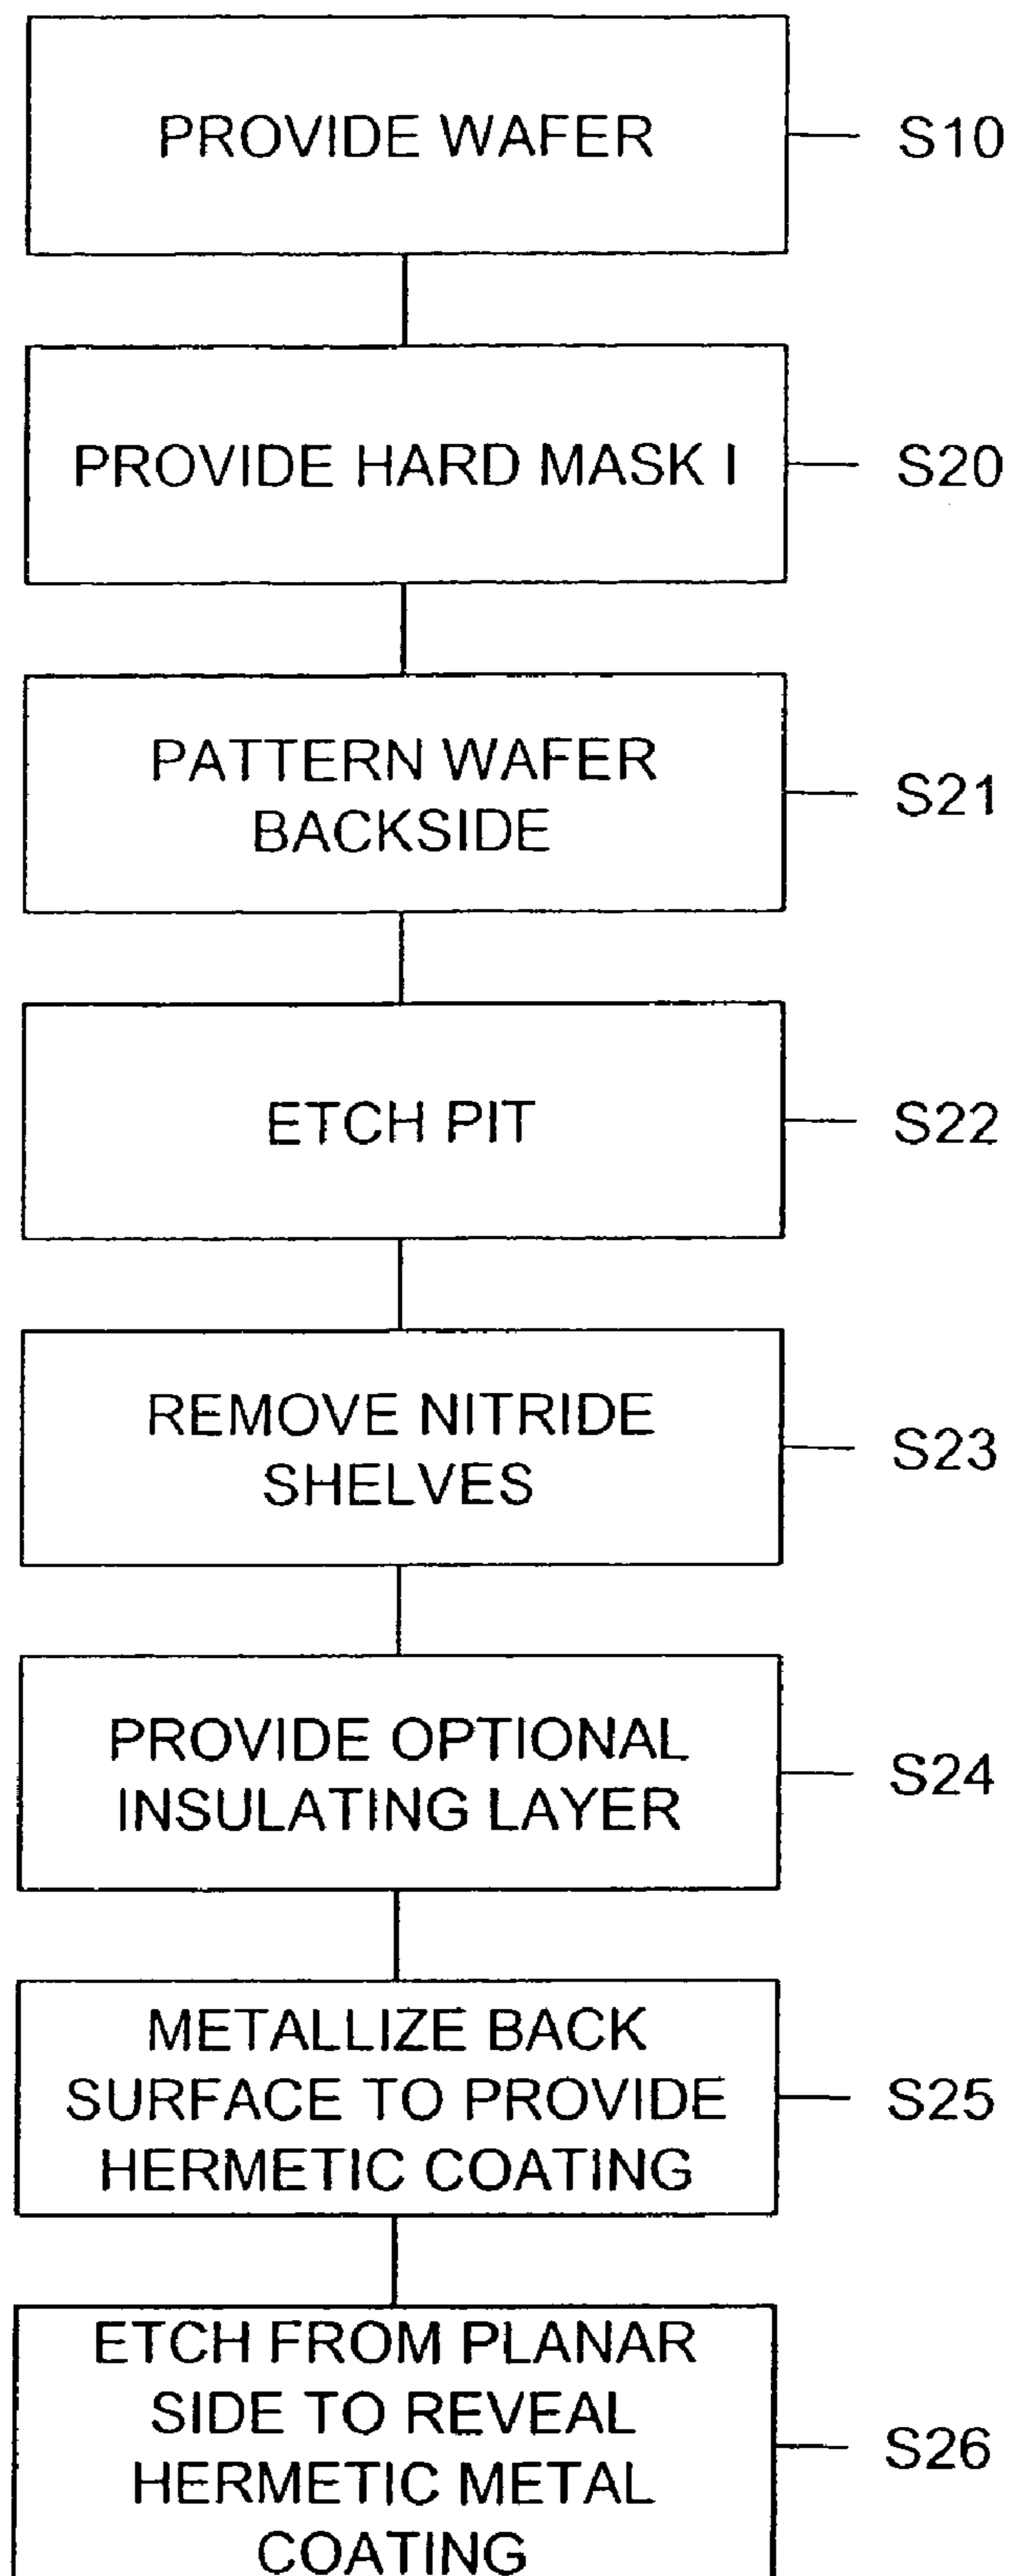 PROVIDE WAFER
S10
PROVIDE HARD MASK I
S20
PATTERN WAFER
BACKSIDE
S21
ETCH PIT
S22
REMOVE NITRIDE
SHELVES
S23
PROVIDE OPTIONAL
INSULATING LAYER
S24
METALLIZE BACK
SURFACE TO PROVIDE
HERMETIC COATING
S25
ETCH FROM PLANAR
SIDE TO REVEAL
HERMETIC METAL
COATING
S26